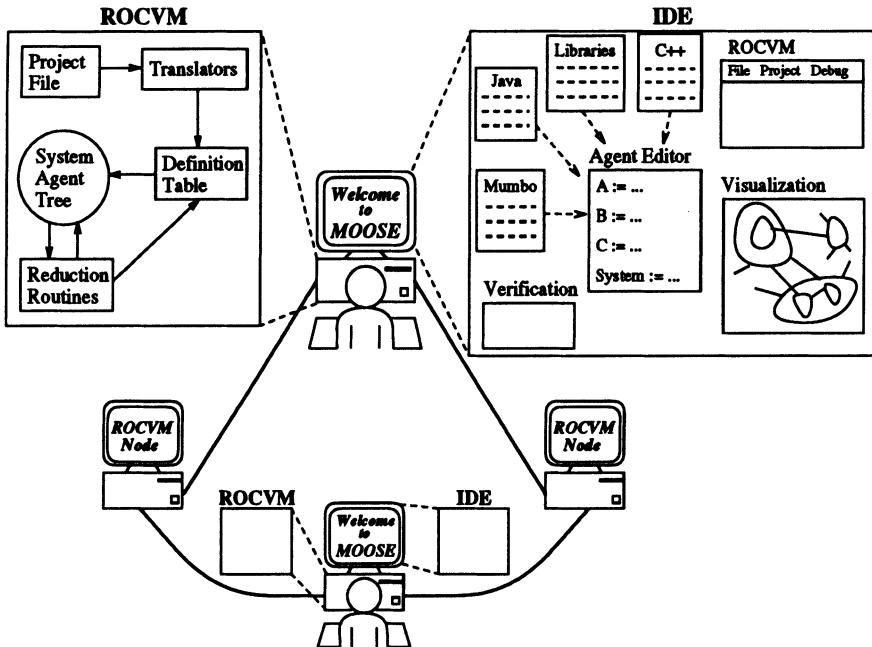 ROCVM
Project
File
Translators
System
Agent
Tree
Definition
Table
Reduction
Routines
IDE
Libraries
C++
Java
ROCVM
File Project Debug
Agent Editor
A := ...
B := ...
C := ...
System := ...
Mumbo
Visualization
Verification
Welcome
to
MOOSE
ROCVM
Node
ROCVM
Node
ROCVM
IDE
Welcome
to
MOOSE